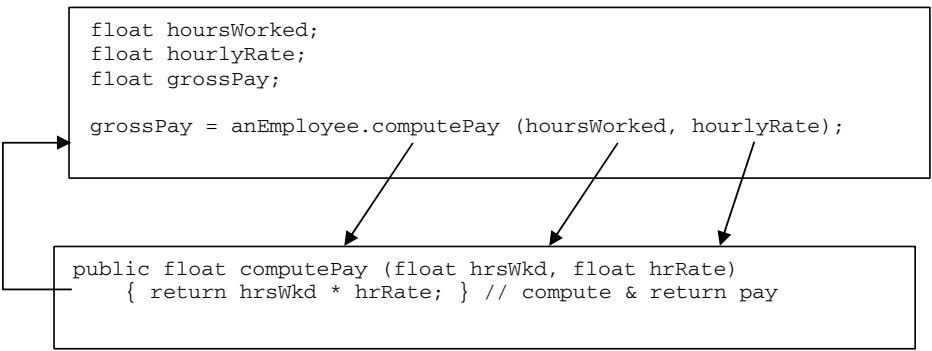 float hoursWorked;
float hourlyRate;
float grossPay;
grossPay = anEmployee.computePay (hoursWorked, hourlyRate);
public float computePay (float hrsWkd, float hrRate)
{ return hrsWkd * hrRate; } // compute & return pay